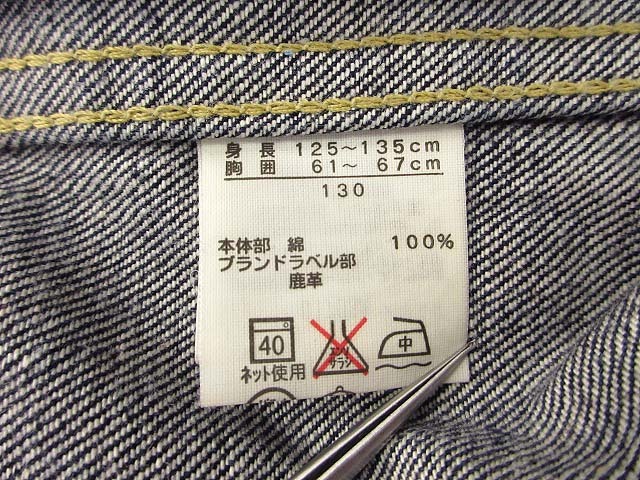 身長 125~135cm
胸囲 61~67cm
130
本体部 綿 100%
ブランドラベル部
鹿革
40 エンソサラシ 中
ネット使用